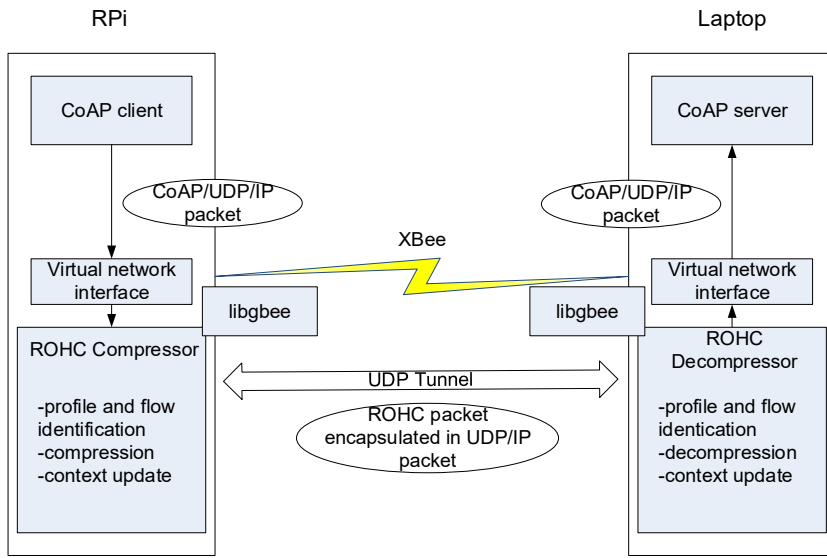 RPi
Laptop
CoAP client
CoAP server
CoAP/UDP/IP
packet
CoAP/UDP/IP
packet
XBee
Virtual network
interface
Virtual network
interface
libgbee
libgbee
ROHC Compressor
-profile and flow
identification
-compression
-context update
ROHC
Decompressor
-profile and flow
identication
-decompression
-context update
UDP Tunnel
ROHC packet
encapsulated in UDP/IP
packet